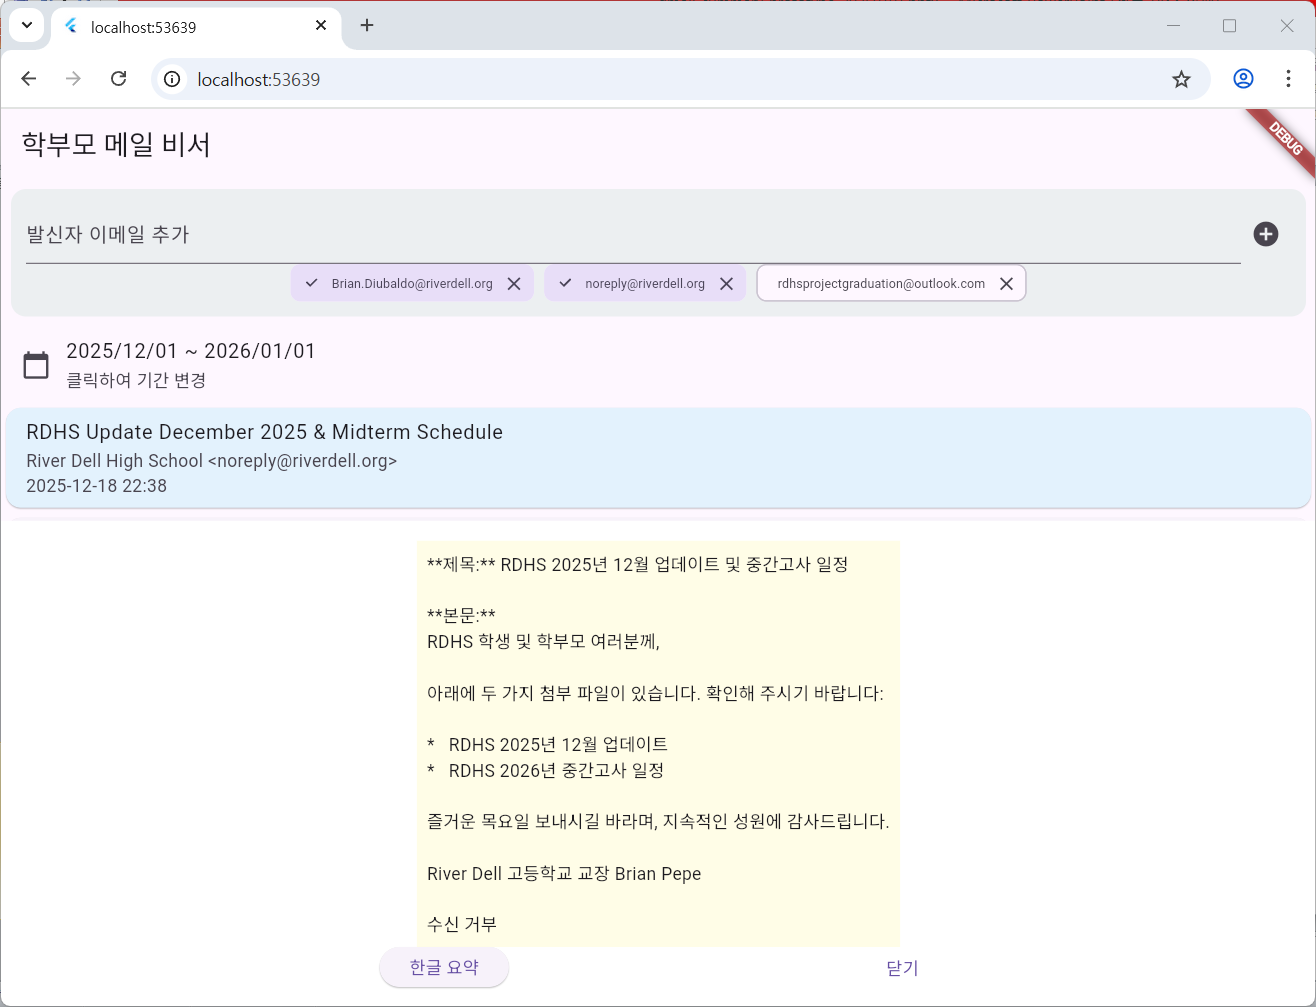 localhost:53639
localhost:53639
DEBUG
학부모 메일 비서
발신자 이메일 추가
Brian.Diubaldo@riverdell.org
noreply@riverdell.org
rdhsprojectgraduation@outlook.com
2025/12/01 ~ 2026/01/01
클릭하여 기간 변경
RDHS Update December 2025 & Midterm Schedule
River Dell High School <noreply@riverdell.org>
2025-12-18 22:38
**제목:** RDHS 2025년 12월 업데이트 및 중간고사 일정
**본문:**
RDHS 학생 및 학부모 여러분께,
아래에 두 가지 첨부 파일이 있습니다. 확인해 주시기 바랍니다:
* RDHS 2025년 12월 업데이트
* RDHS 2026년 중간고사 일정
즐거운 목요일 보내시길 바라며, 지속적인 성원에 감사드립니다.
River Dell 고등학교 교장 Brian Pepe
수신 거부
한글 요약
닫기